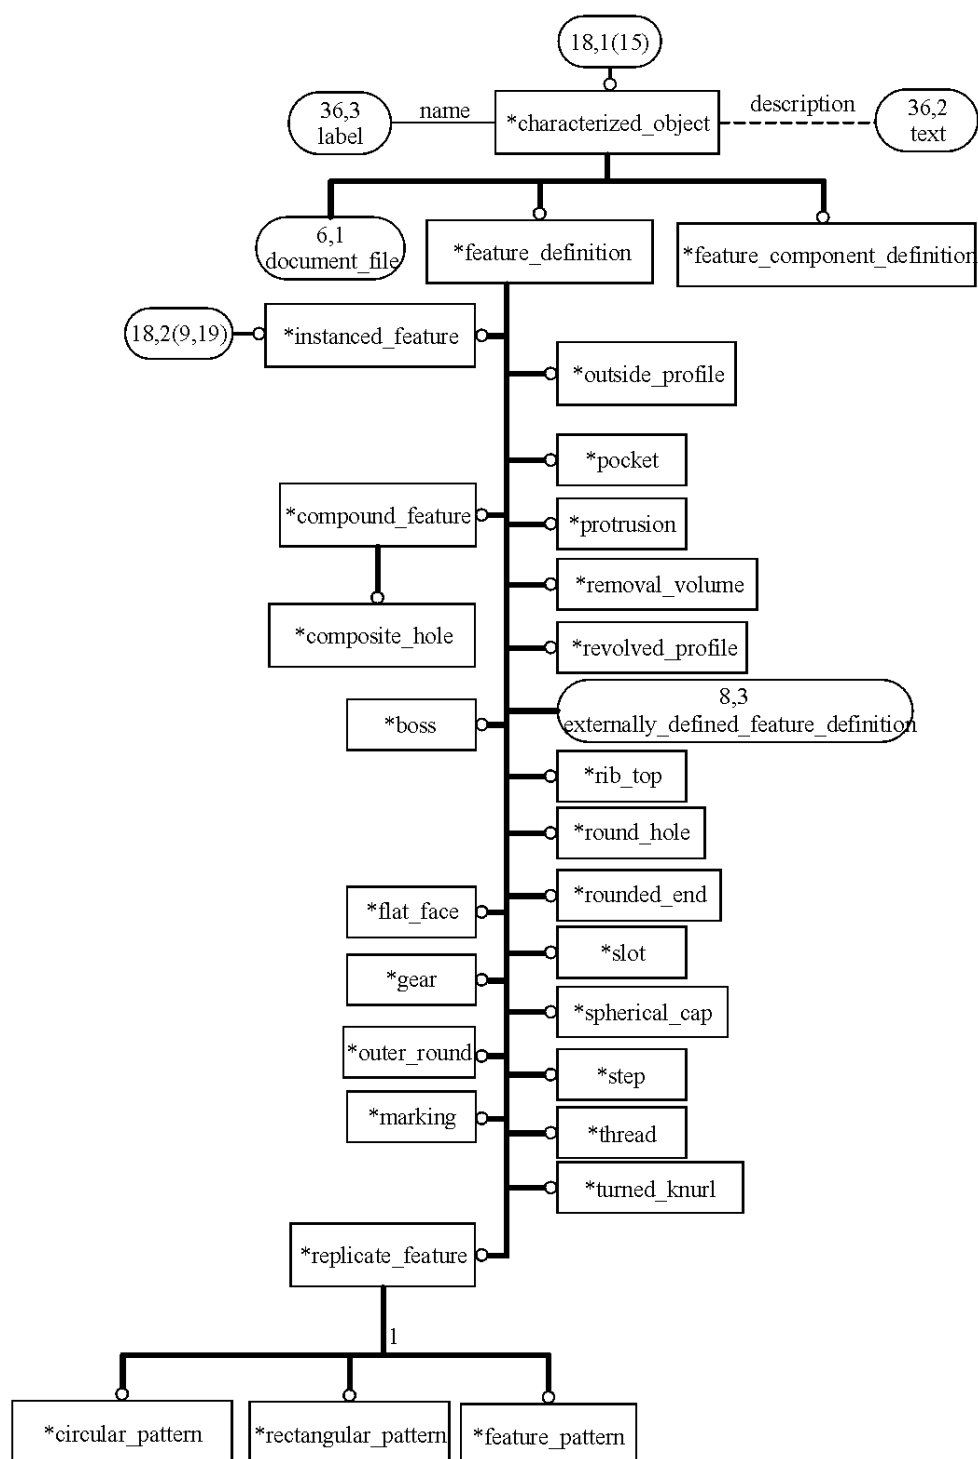 18,1(15)
36,3
label
name
*characterized_object
description
36,2
text
6,1
document_file
*feature_definition
*feature_component_definition
18,2(9,19)
*instanced_feature
*outside_profile
*pocket
*compound_feature
*protrusion
*removal_volume
*composite_hole
*revolved_profile
8,3
externally_defined_feature_definition
*boss
*rib_top
*round_hole
*rounded_end
*flat_face
*slot
*gear
*spherical_cap
*outer_round
*step
*marking
*thread
*turned_knurl
*replicate_feature
1
*circular_pattern
*rectangular_pattern
*feature_pattern